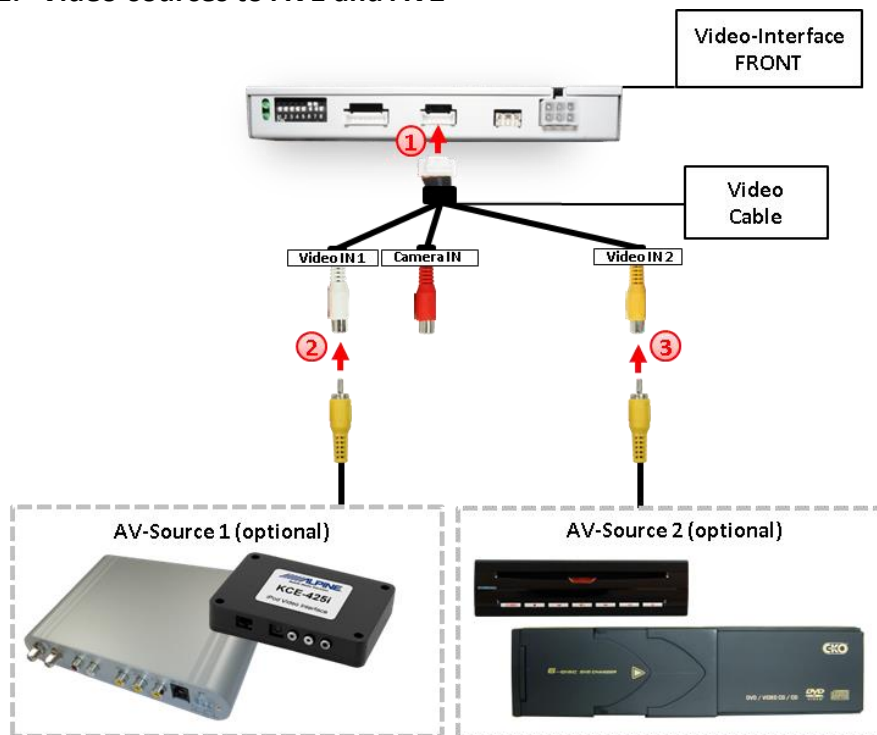 Video-Interface
FRONT
1
Video
Cable
Video IN 1
Camera IN
Video IN 2
2
3
AV-Source 1 (optional)
AV-Source 2 (optional)
ALPINE
KCE-425i
iPod Video Interface
DVD / VIDEO CD / CD
DVD